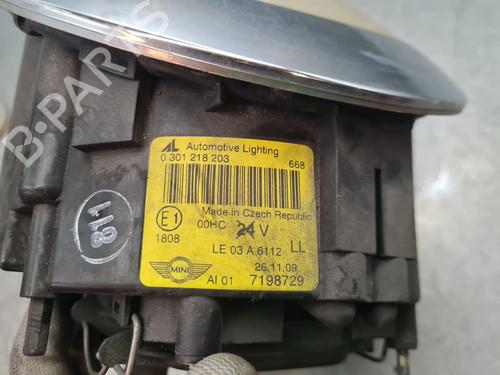 B-PARTS
AL Automotive Lighting
0 301 218 203
668
Made in Czech Republic
E1
00HC 24 V
1808
LE 03 A 6112 LL
26.11.09
MINI
AI 01 7198729
811